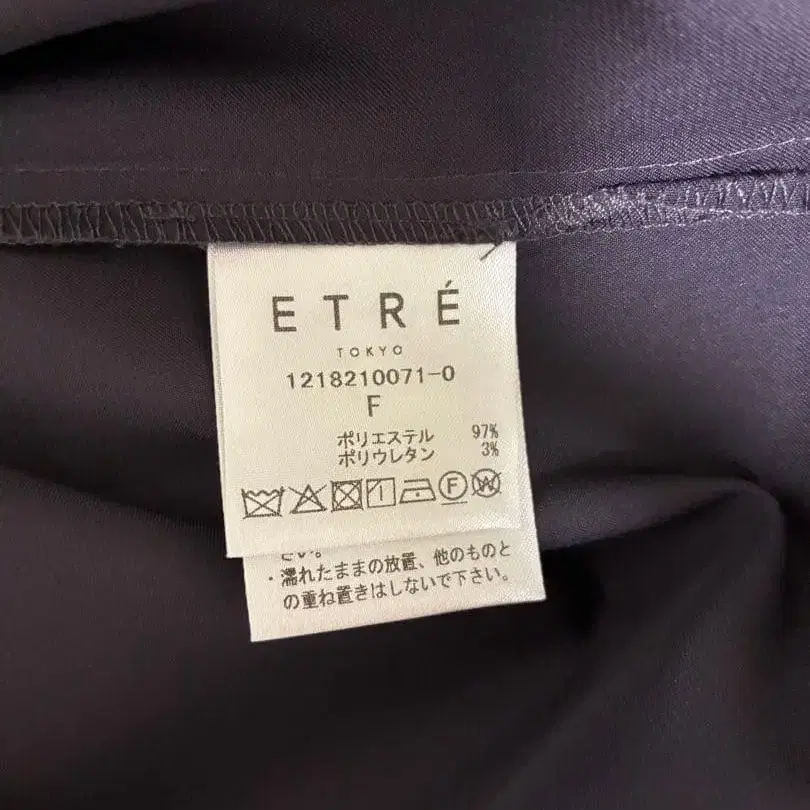 ETRÉ
TOKYO
1218210071-0
F
ポリエステル 97%
ポリウレタン 3%
F W
・濡れたままの放置、他のものと
の重ね置きはしないで下さい。